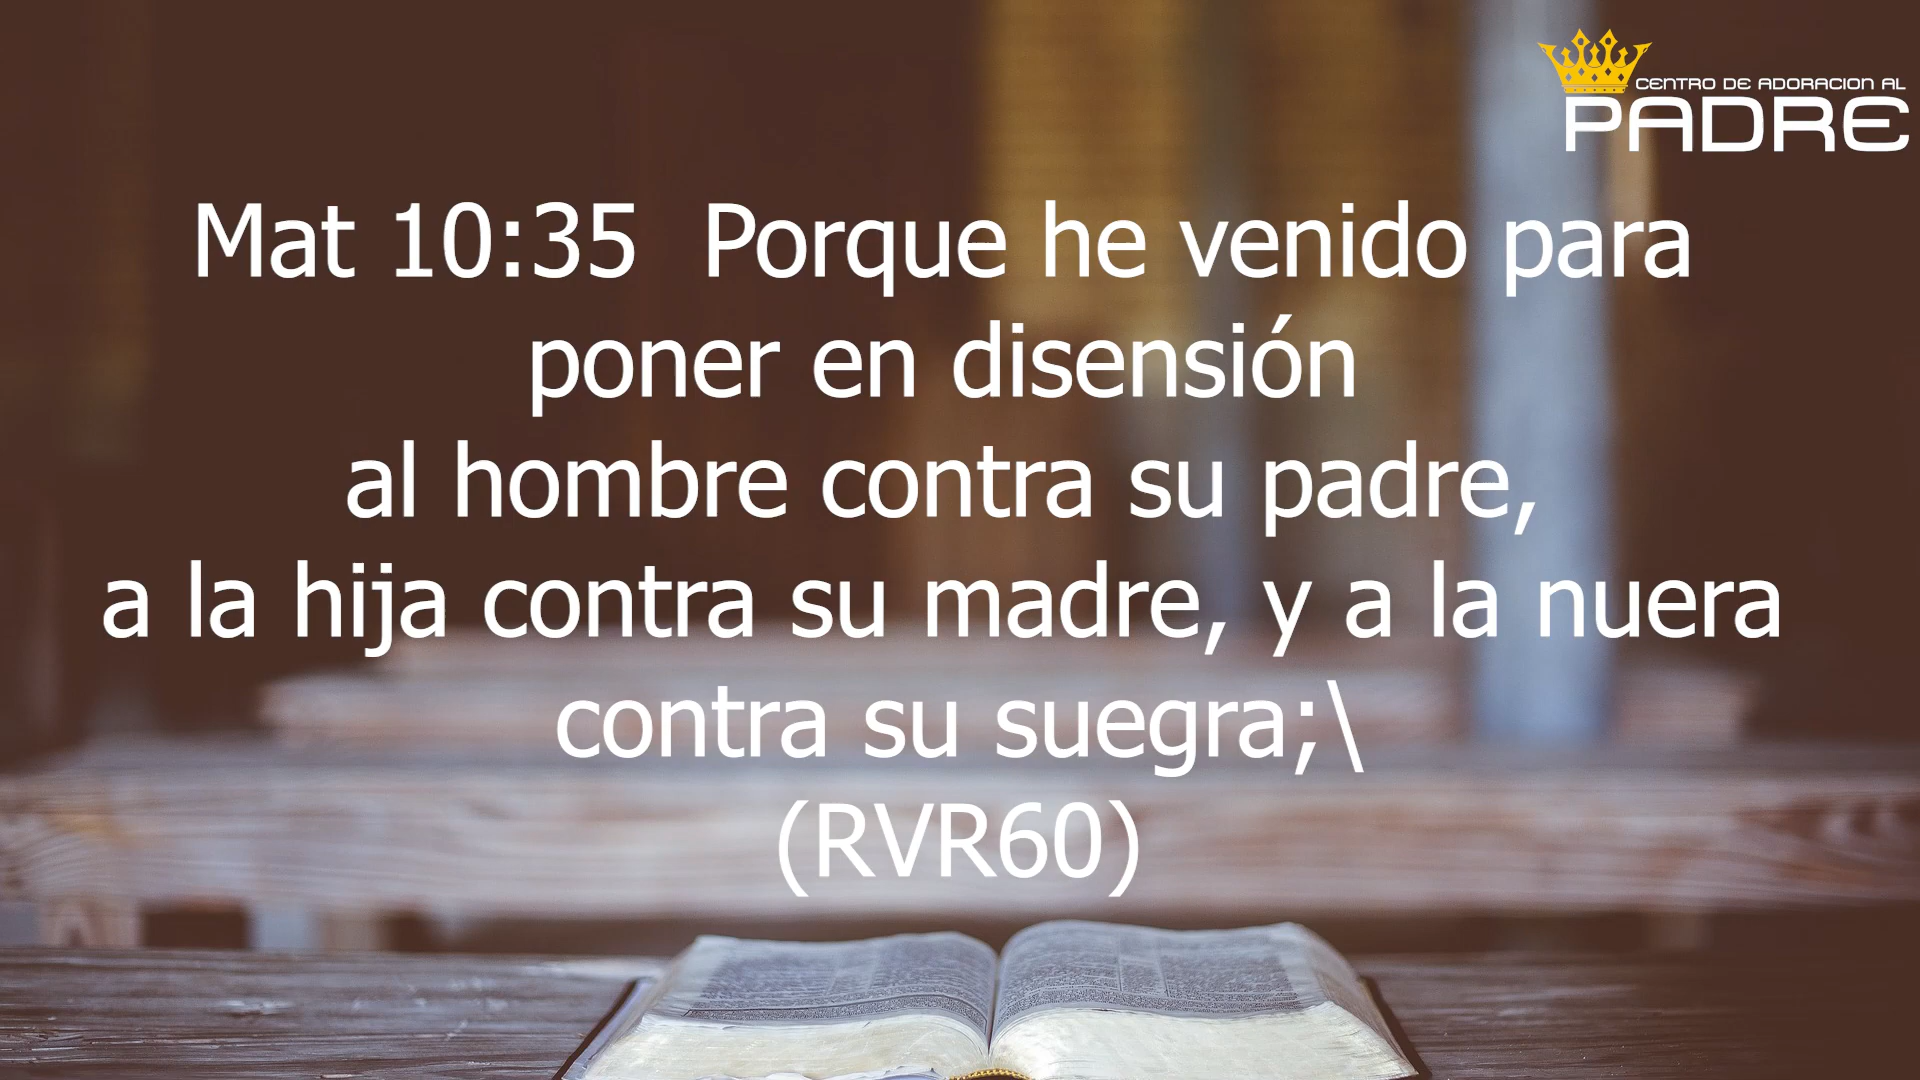 CENTRO DE ADORACION AL
PADRE
Mat 10:35  Porque he venido para
poner en disensión
al hombre contra su padre,
a la hija contra su madre, y a la nuera
contra su suegra;\
(RVR60)